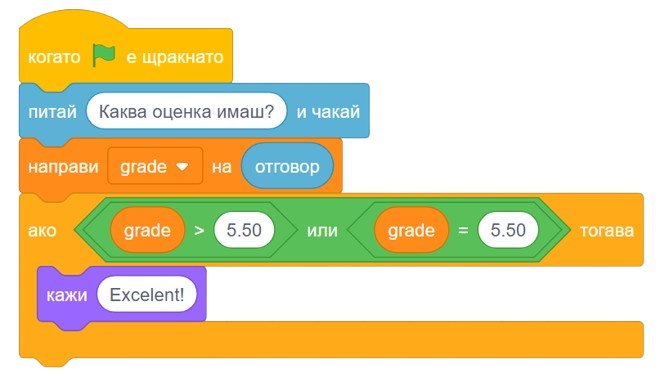 когато е щракнато
питай Каква оценка имаш? и чакай
направи grade на отговор
ако grade > 5.50 или grade = 5.50 тогава
кажи Excelent!